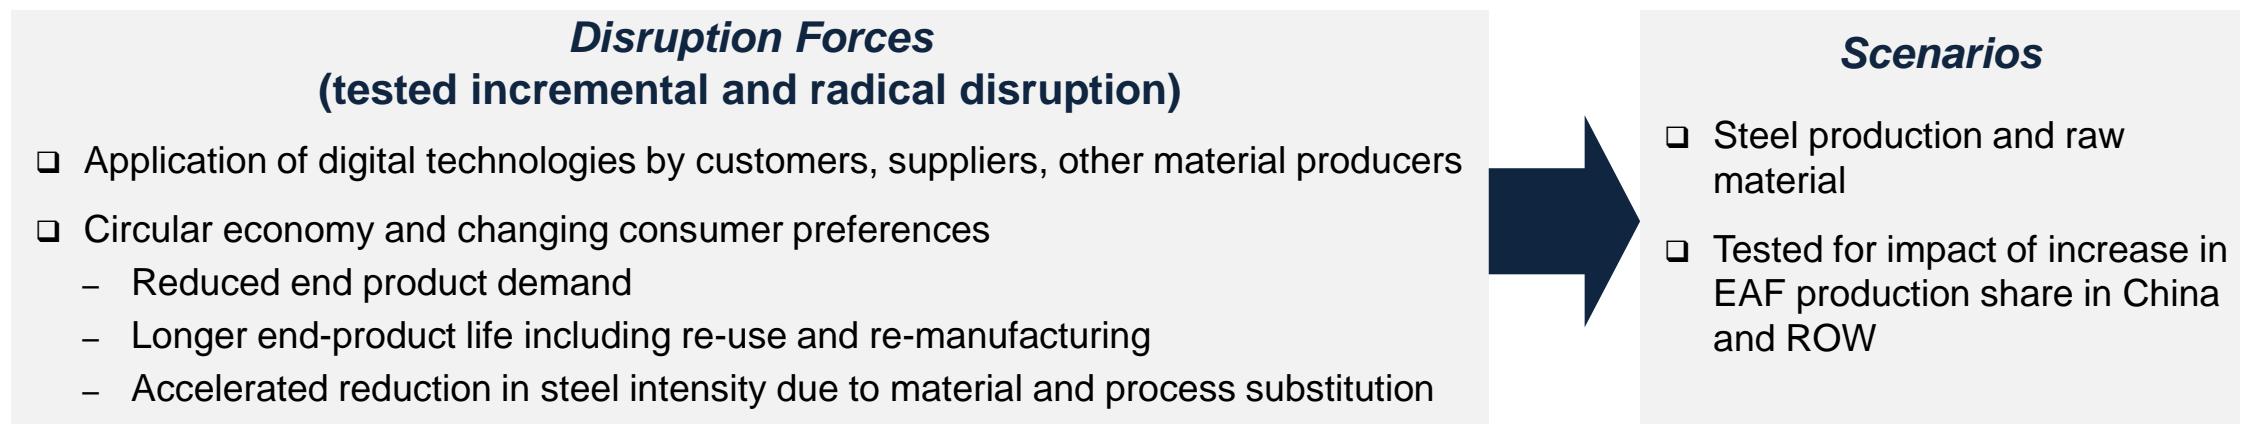 Disruption Forces
(tested incremental and radical disruption)
❑ Application of digital technologies by customers, suppliers, other material producers
❑ Circular economy and changing consumer preferences
– Reduced end product demand
– Longer end-product life including re-use and re-manufacturing
– Accelerated reduction in steel intensity due to material and process substitution
Scenarios
❑ Steel production and raw
material
❑ Tested for impact of increase in
EAF production share in China
and ROW